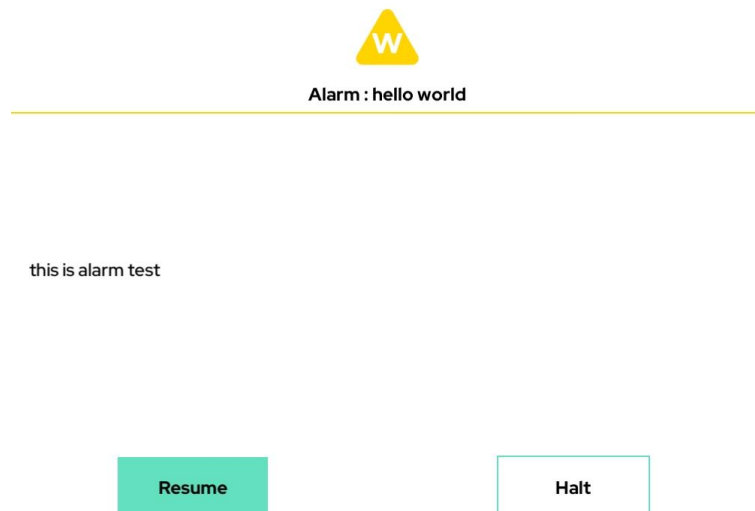 W
Alarm : hello world
this is alarm test
Resume
Halt